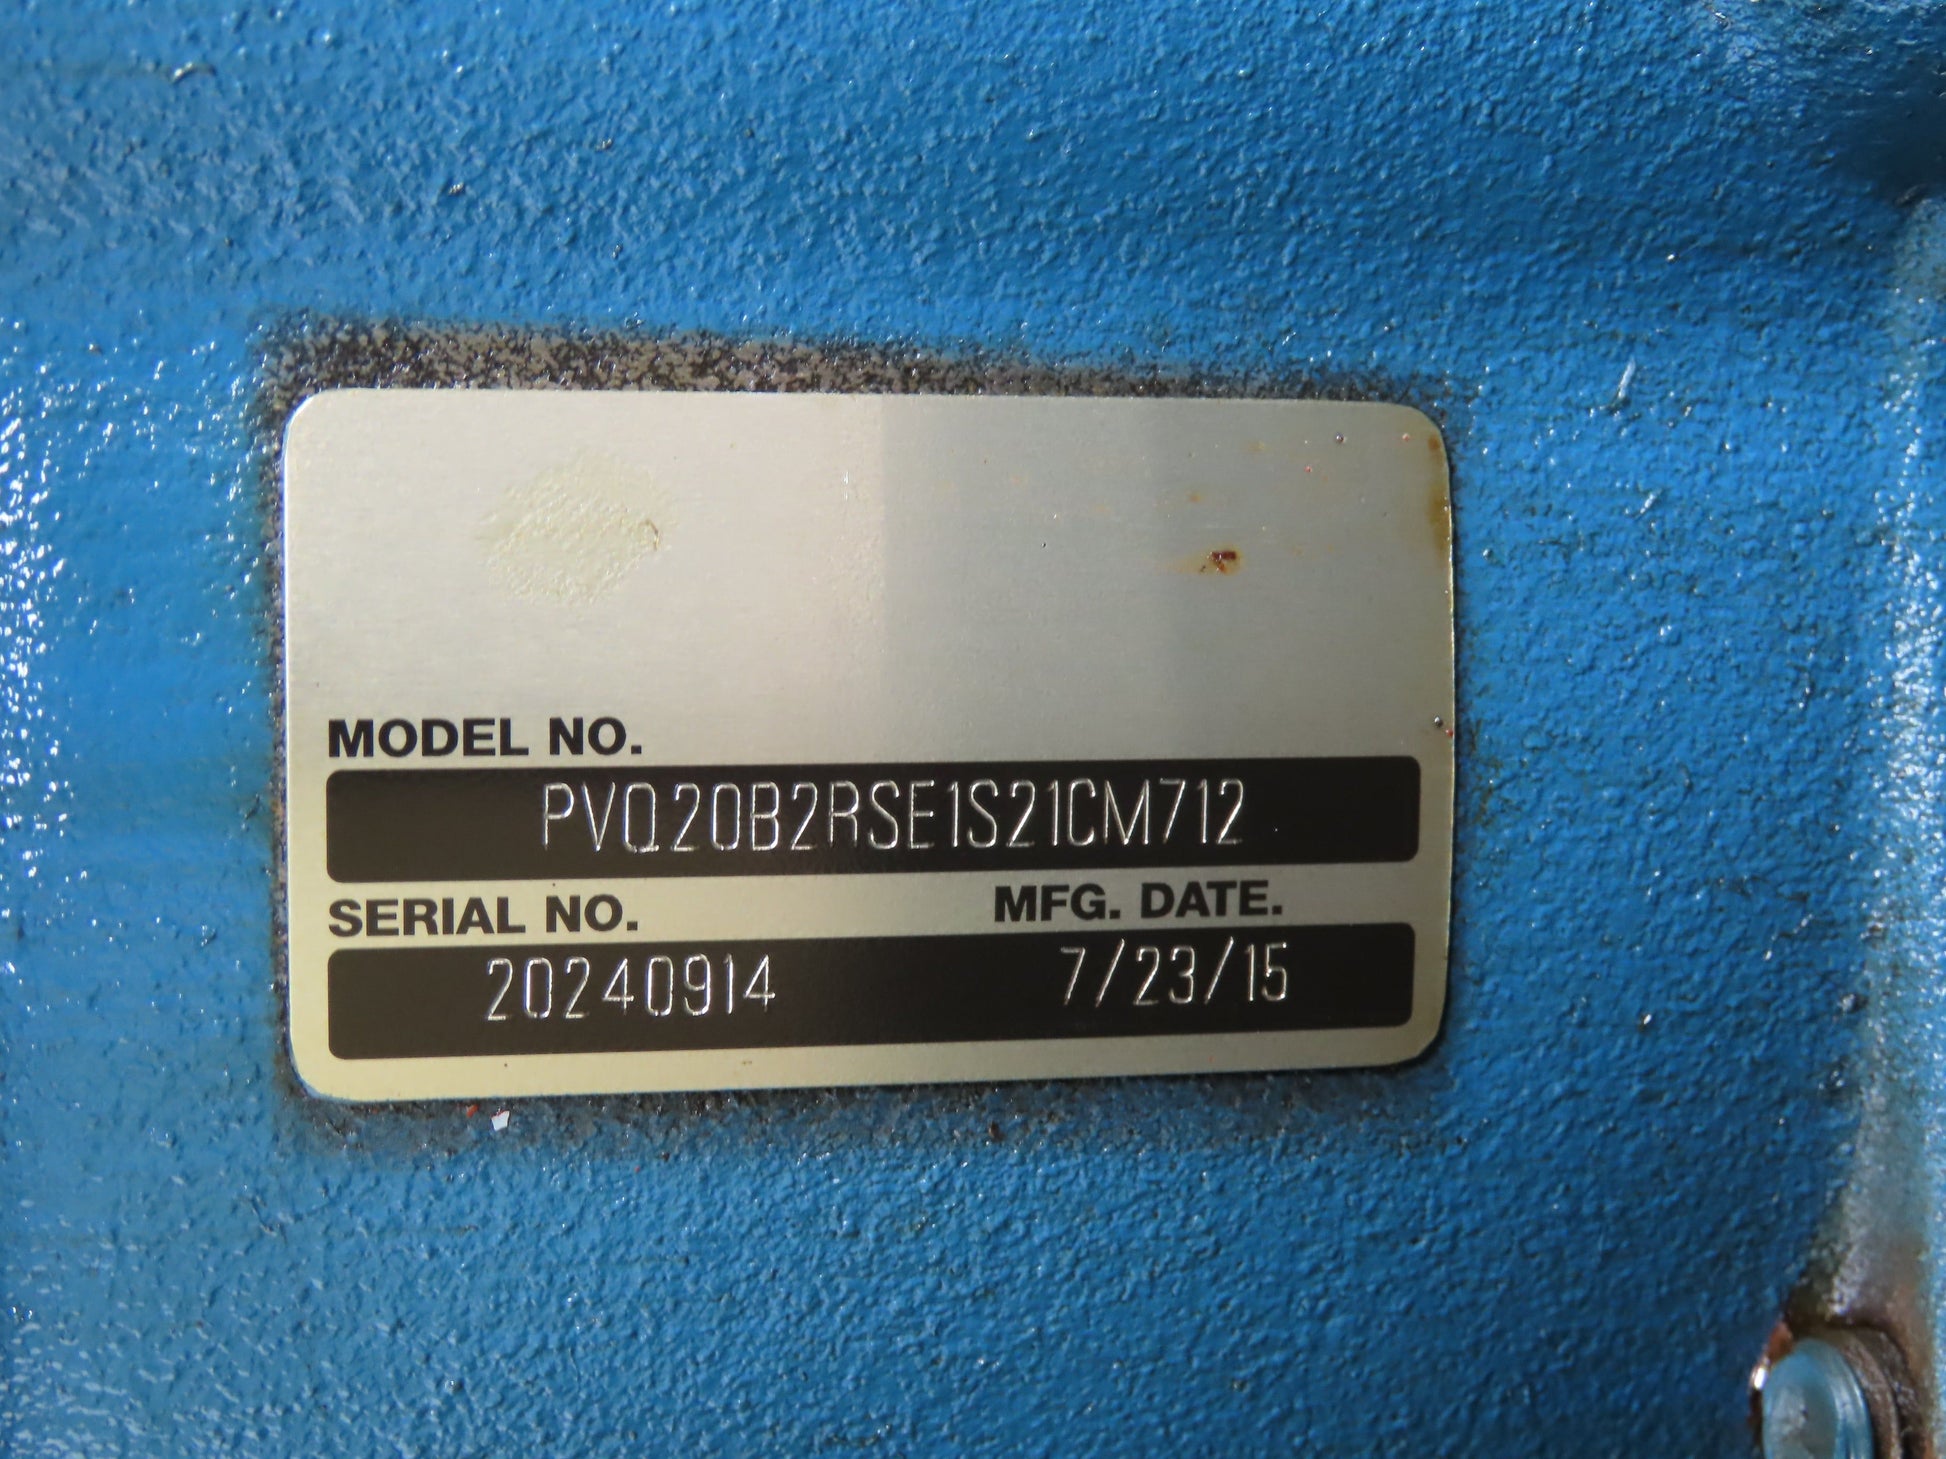 MODEL NO.
PVQ20B2RSE1S21CM712
SERIAL NO. MFG. DATE.
20240914 7/23/15